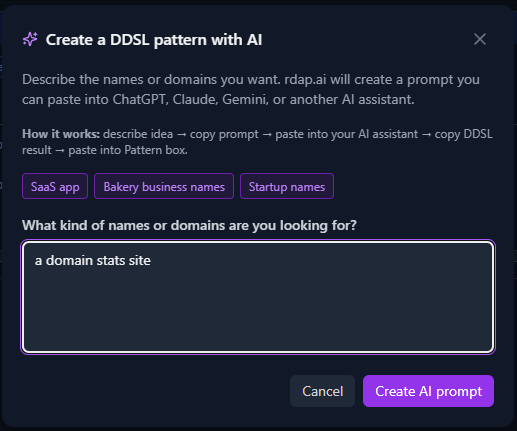 Create a DDSL pattern with AI
Describe the names or domains you want. rdap.ai will create a prompt you
can paste into ChatGPT, Claude, Gemini, or another AI assistant.
How it works: describe idea → copy prompt → paste into your AI assistant → copy DDSL
result → paste into Pattern box.
SaaS app
Bakery business names
Startup names
What kind of names or domains are you looking for?
a domain stats site
Cancel
Create AI prompt